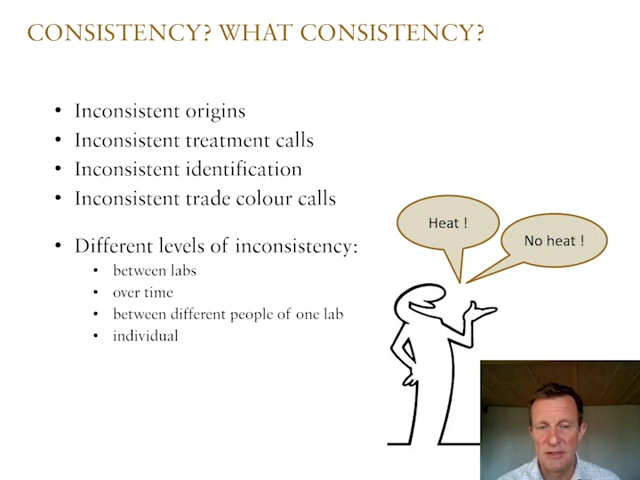 CONSISTENCY? WHAT CONSISTENCY?
• Inconsistent origins
• Inconsistent treatment calls
• Inconsistent identification
• Inconsistent trade colour calls
• Different levels of inconsistency:
• between labs
• over time
• between different people of one lab
• individual
Heat !
No heat !